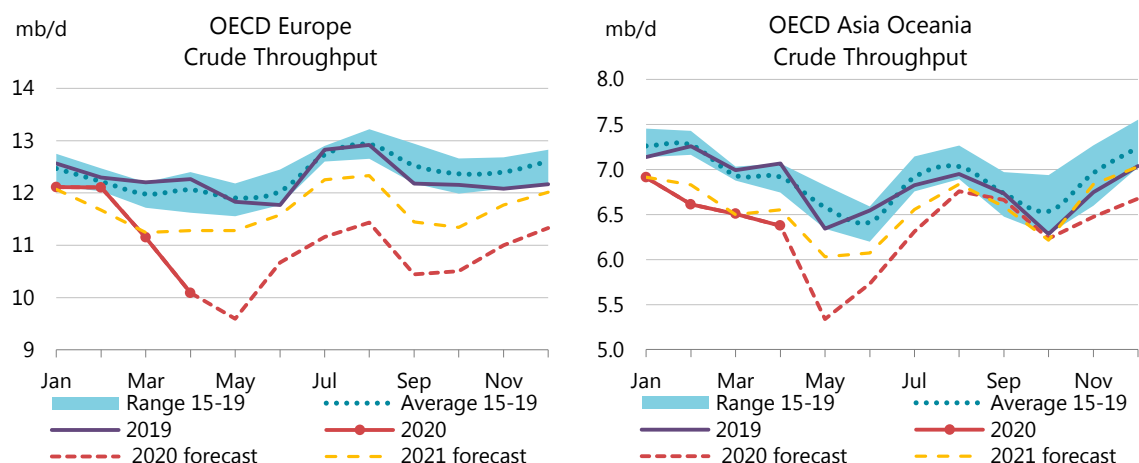 mb/d
OECD Europe
Crude Throughput
14
13
12
11
10
9
Jan Mar May Jul Sep Nov
Range 15-19 Average 15-19
2019 2020
2020 forecast 2021 forecast
mb/d
OECD Asia Oceania
Crude Throughput
8.0
7.5
7.0
6.5
6.0
5.5
5.0
Jan Mar May Jul Sep Nov
Range 15-19 Average 15-19
2019 2020
2020 forecast 2021 forecast